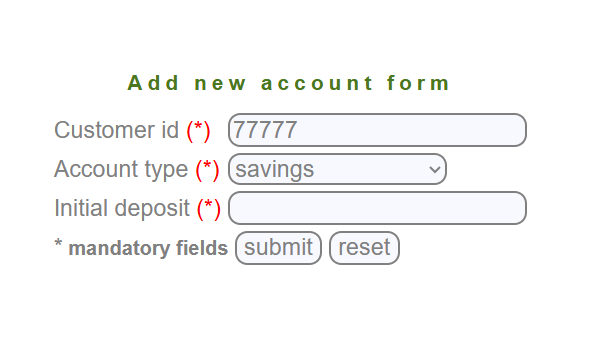 Add new account form
Customer id (*) 77777
Account type (*) savings
Initial deposit (*)
* mandatory fields submit reset